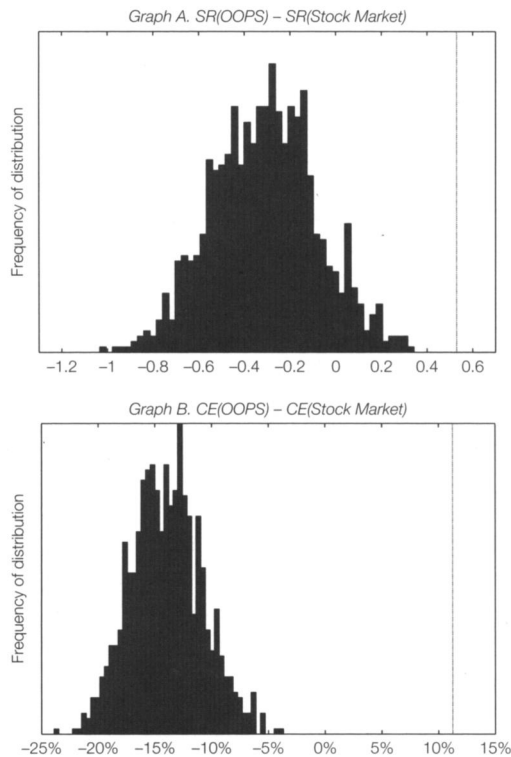 Graph A. SR(OOPS) – SR(Stock Market)
Frequency of distribution
–1.2 –1 –0.8 –0.6 –0.4 –0.2 0 0.2 0.4 0.6
Graph B. CE(OOPS) – CE(Stock Market)
Frequency of distribution
–25% –20% –15% –10% –5% 0% 5% 10% 15%